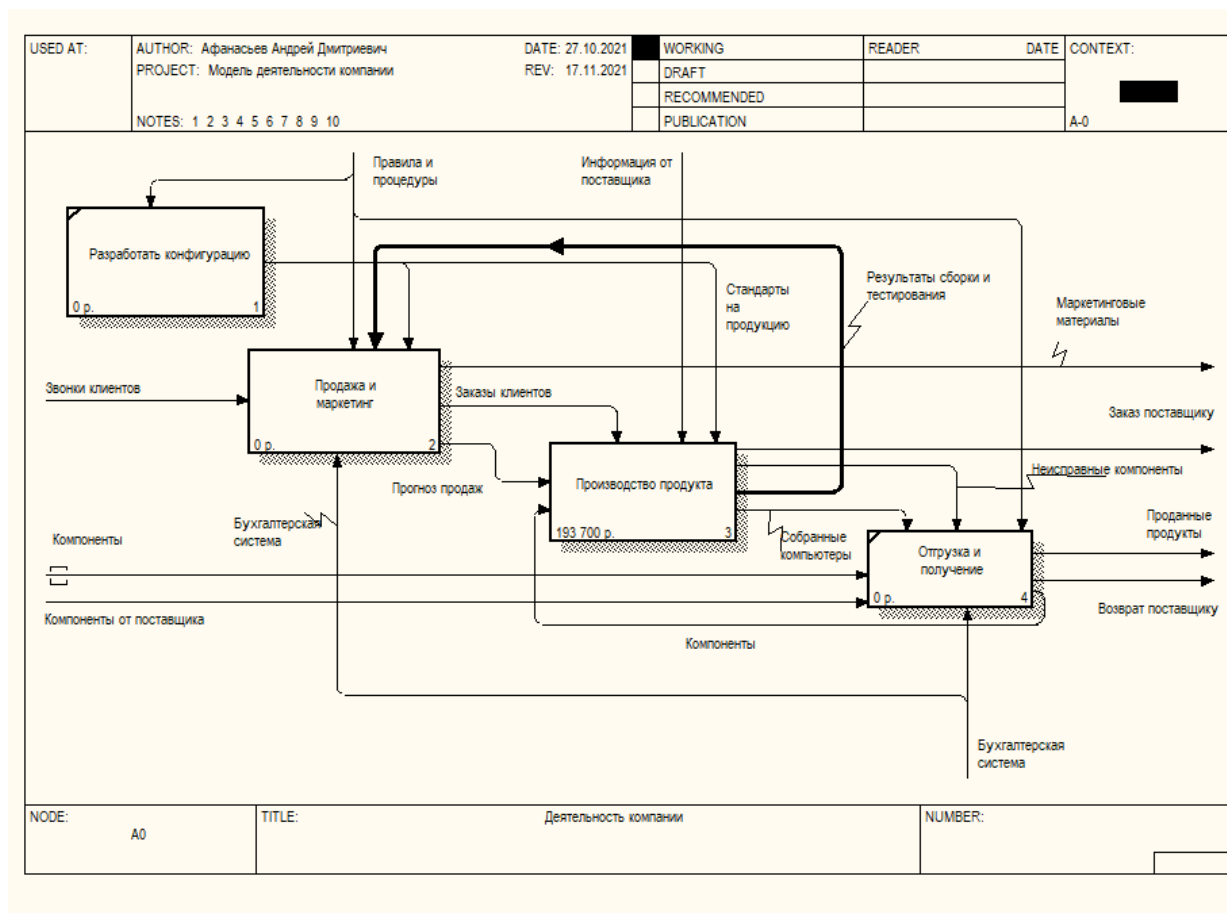 USED AT:
AUTHOR: Афанасьев Андрей Дмитриевич
DATE: 27.10.2021
PROJECT: Модель деятельности компании
REV: 17.11.2021
NOTES: 1 2 3 4 5 6 7 8 9 10
WORKING
DRAFT
RECOMMENDED
PUBLICATION
READER
DATE
CONTEXT:
A-0
Правила и
процедуры
Информация от
поставщика
Разработать конфигурацию
0 р.
1
Результаты сборки и
тестирования
Стандарты
на
продукцию
Маркетинговые
материалы
Звонки клиентов
Продажа и
маркетинг
0 р.
2
Заказы клиентов
Заказ поставщику
Прогноз продаж
Производство продукта
193 700 р.
3
Неисправные компоненты
Бухгалтерская
система
Собранные
компьютеры
Проданные
продукты
Компоненты
Отгрузка и
получение
0 р.
4
Компоненты от поставщика
Возврат поставщику
Компоненты
Бухгалтерская
система
NODE:
A0
TITLE:
Деятельность компании
NUMBER: